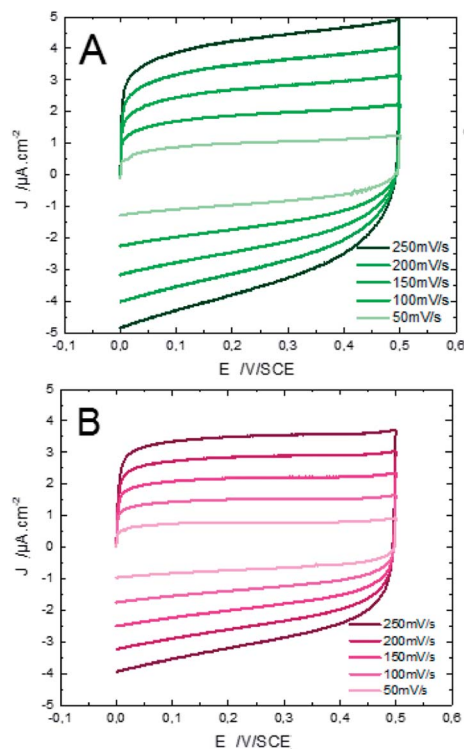 A
5
4
3
2
1
0
-1
-2
-3
-4
-5
J /µA.cm⁻²
250mV/s
200mV/s
150mV/s
100mV/s
50mV/s
-0,1 0,0 0,1 0,2 0,3 0,4 0,5 0,6
E /V/SCE
B
5
4
3
2
1
0
-1
-2
-3
-4
-5
J /µA.cm⁻²
250mV/s
200mV/s
150mV/s
100mV/s
50mV/s
-0,1 0,0 0,1 0,2 0,3 0,4 0,5 0,6
E /V/SCE